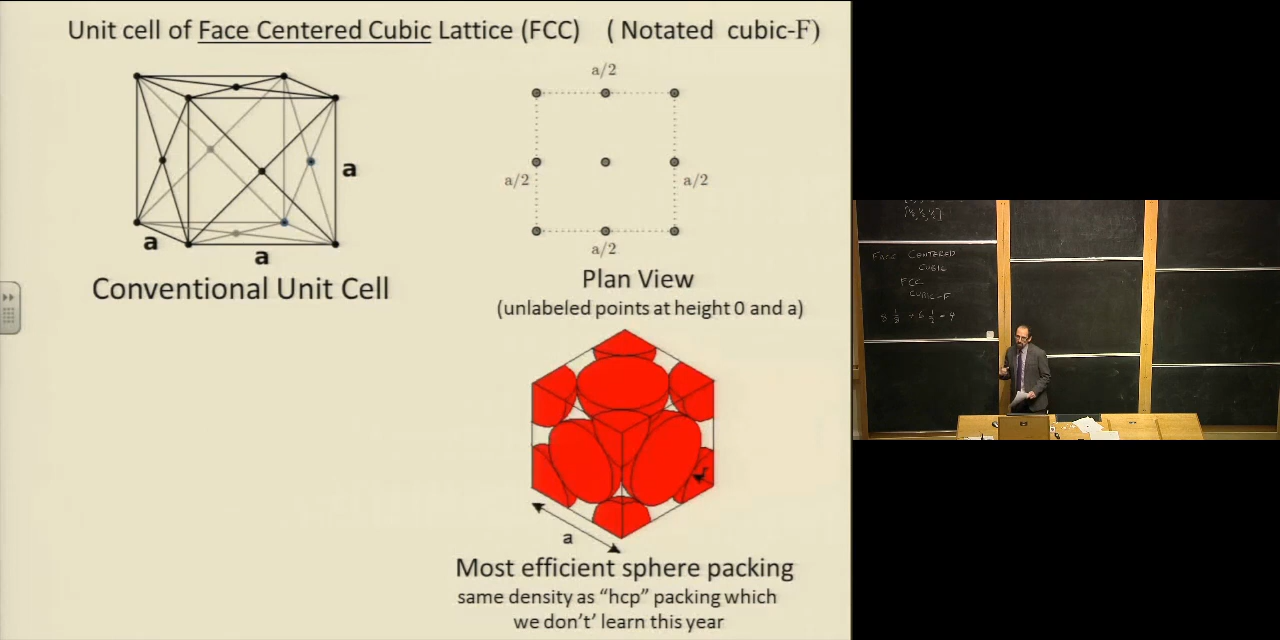 Unit cell of Face Centered Cubic Lattice (FCC) ( Notated cubic-F)
a
a
a
Conventional Unit Cell
a/2
a/2
a/2
a/2
Plan View
(unlabeled points at height 0 and a)
a
Most efficient sphere packing
same density as “hcp” packing which
we don't’ learn this year
Face Centered
Cubic
FCC
Cubic-F